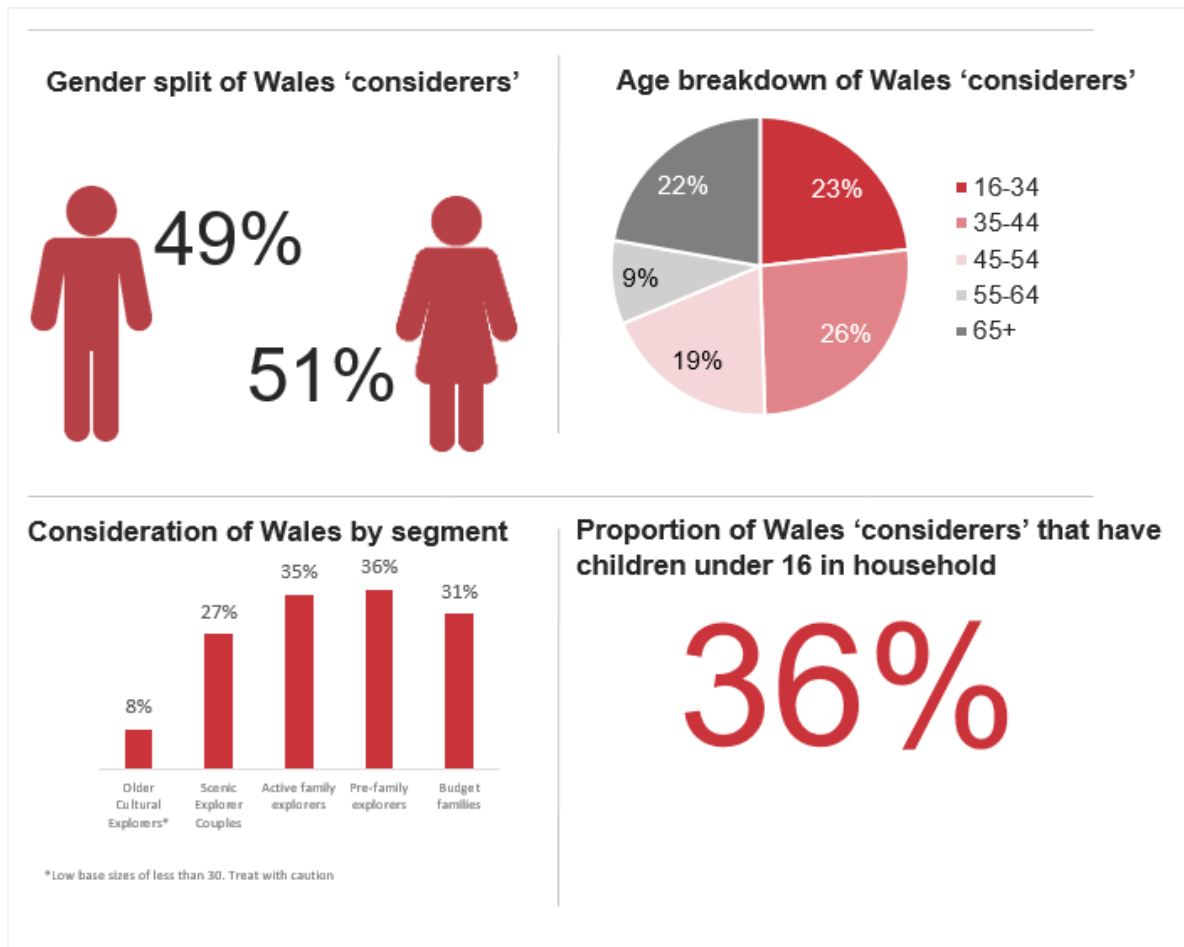 Gender split of Wales ‘considerers’
49%
51%
Age breakdown of Wales ‘considerers’
22%
23%
9%
19%
26%
16-34
35-44
45-54
55-64
65+
Consideration of Wales by segment
8%
27%
35%
36%
31%
Older
Cultural
Explorers*
Scenic
Explorer
Couples
Active family
explorers
Pre-family
explorers
Budget
families
*Low base sizes of less than 30. Treat with caution
Proportion of Wales ‘considerers’ that have
children under 16 in household
36%